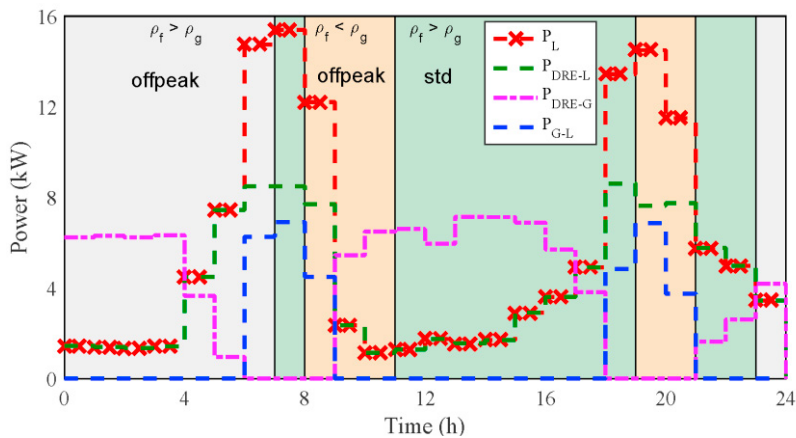 16
12
8
4
0
Power (kW)
ρf > ρg
ρf < ρg
ρf > ρg
offpeak
offpeak
std
PL
PDRE-L
PDRE-G
PG-L
0 4 8 12 16 20 24
Time (h)